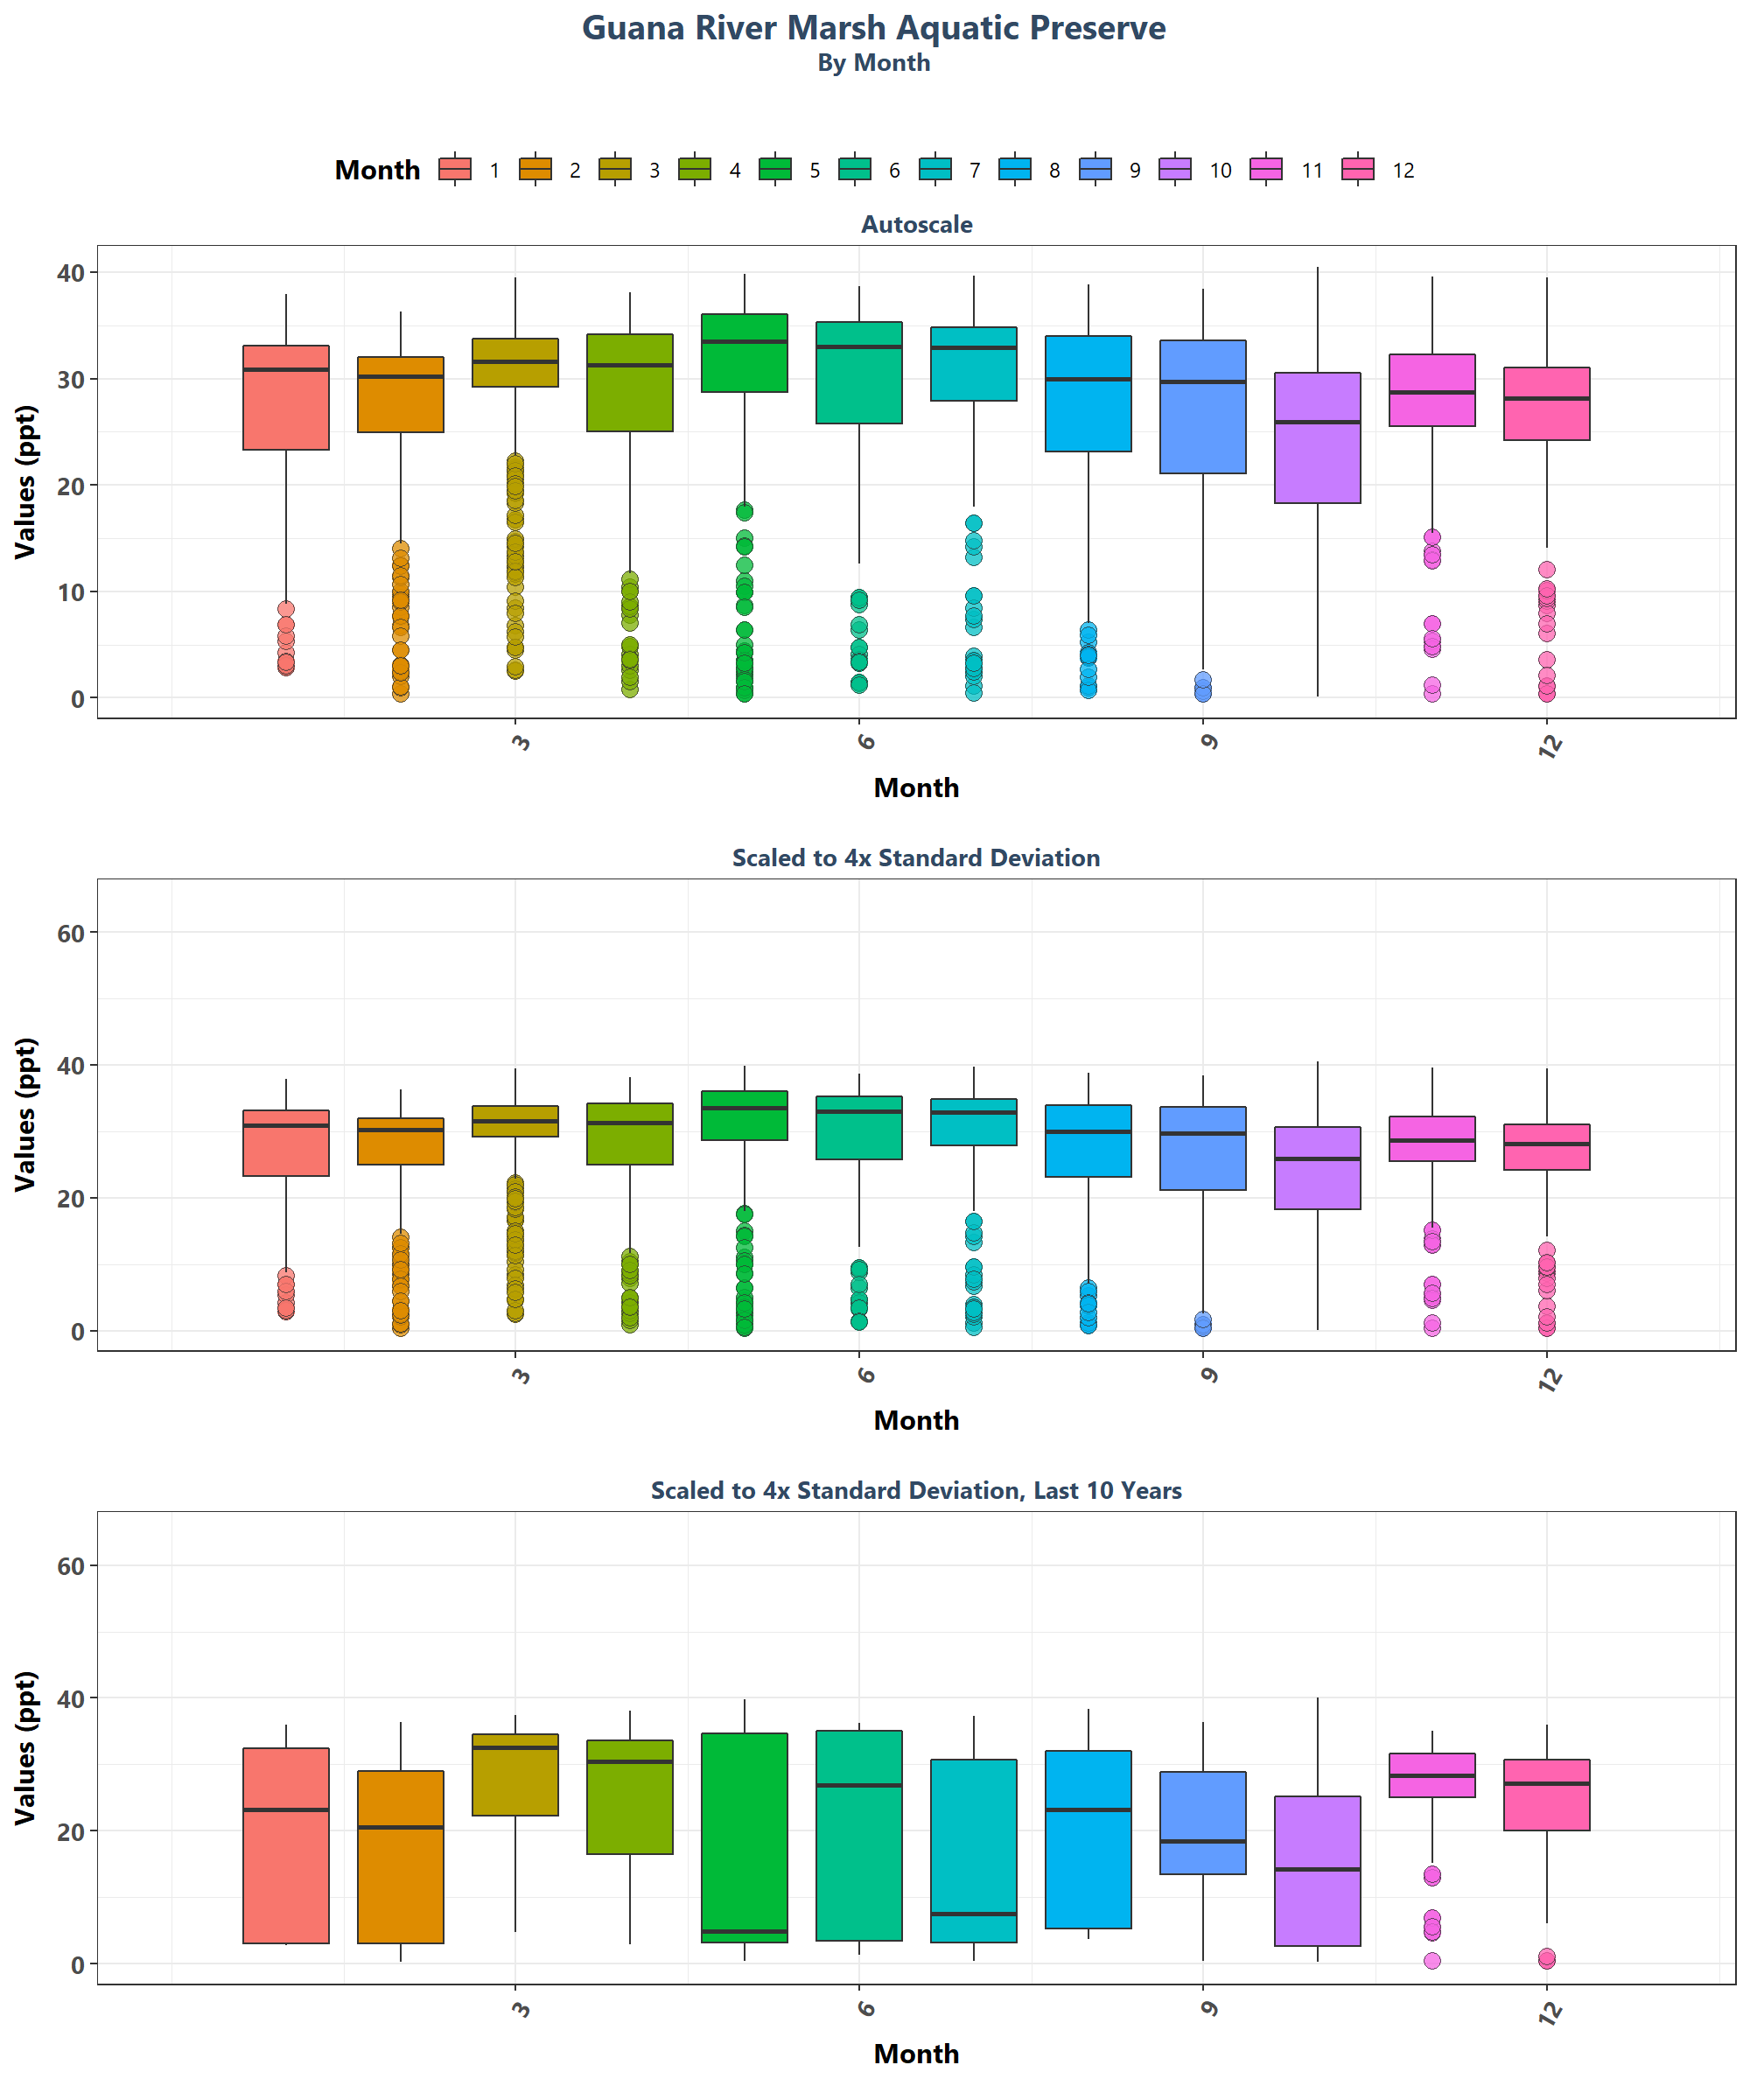 Guana River Marsh Aquatic Preserve
By Month
Month 1 2 3 4 5 6 7 8 9 10 11 12
Autoscale
Values (ppt)
40
30
20
10
0
3 6 9 12
Month
Scaled to 4x Standard Deviation
Values (ppt)
60
40
20
0
3 6 9 12
Month
Scaled to 4x Standard Deviation, Last 10 Years
Values (ppt)
60
40
20
0
3 6 9 12
Month